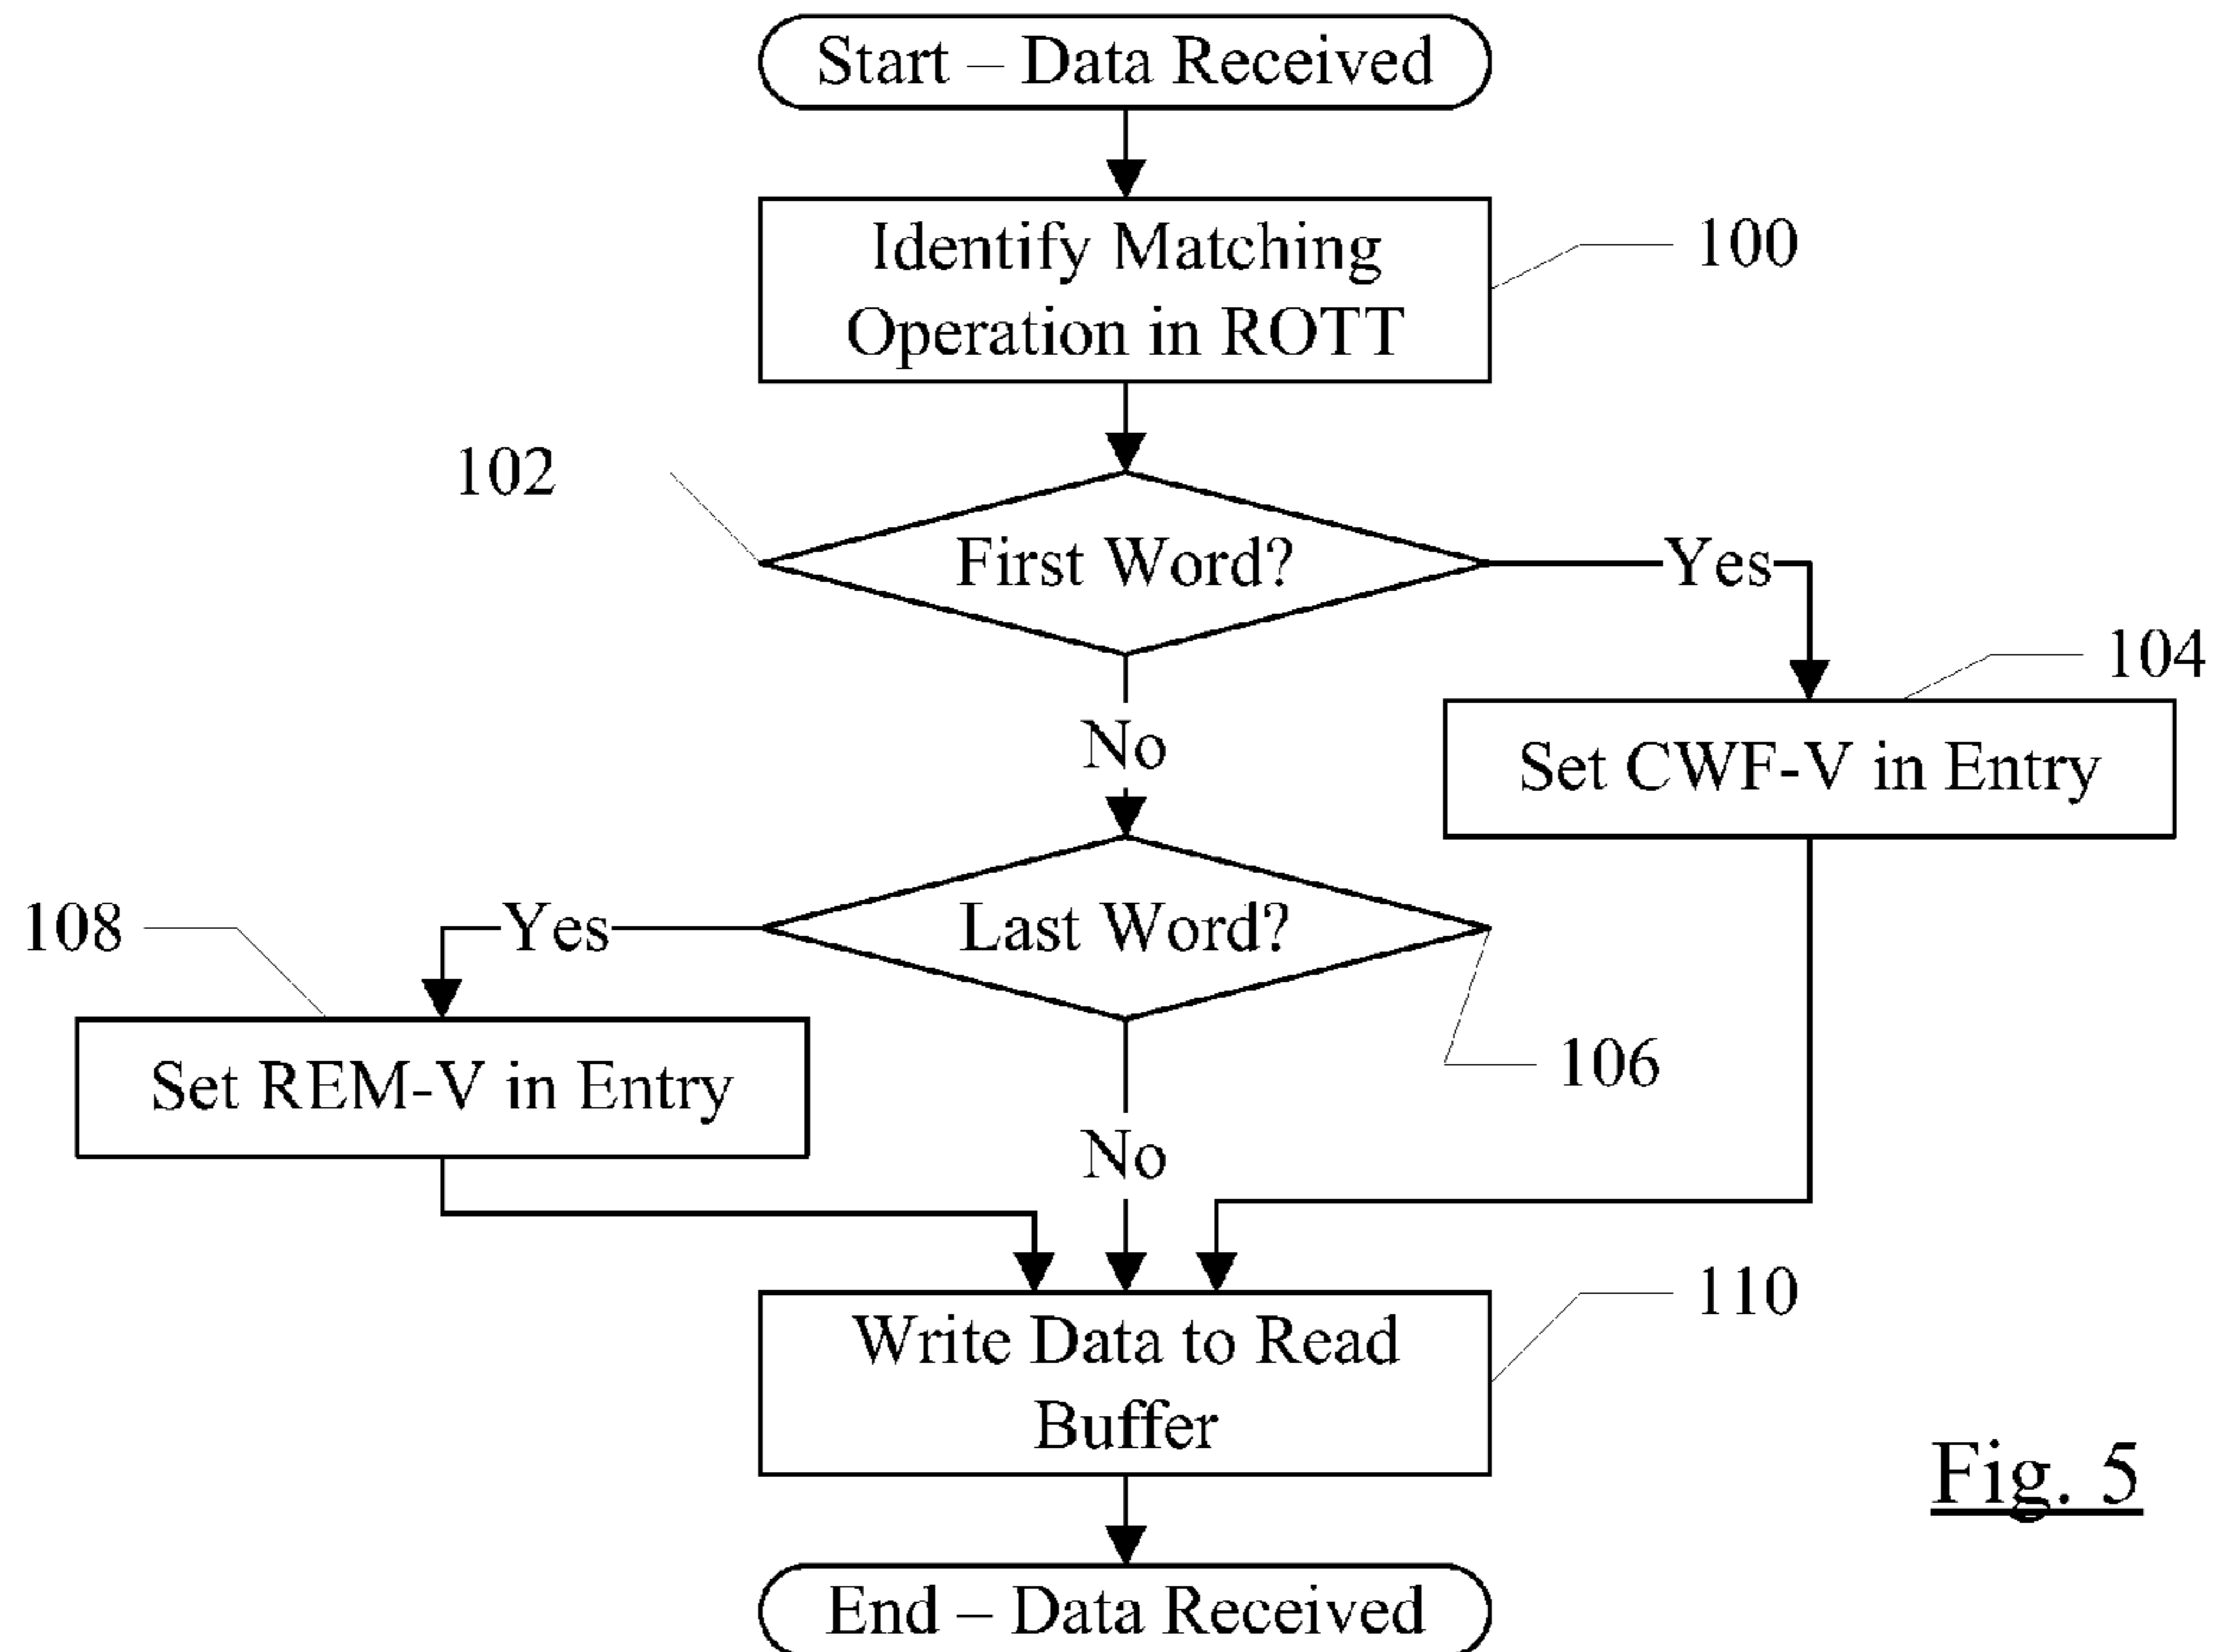 Start – Data Received
Identify Matching
Operation in ROTT
100
102
First Word?
Yes
104
No
Set CWF-V in Entry
108
Yes
Last Word?
Set REM-V in Entry
106
No
110
Write Data to Read
Buffer
Fig. 5
End – Data Received